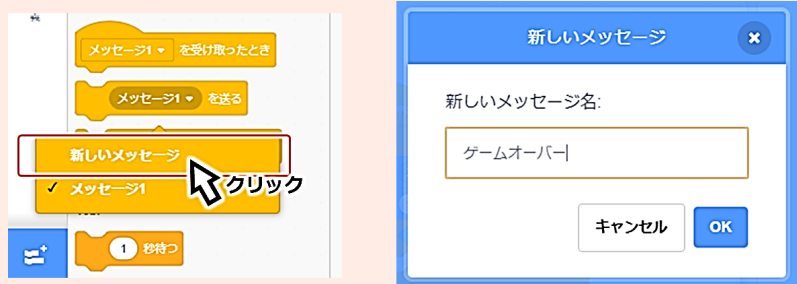 メッセージ1 を受け取ったとき
メッセージ1 を送る
新しいメッセージ
クリック
✓ メッセージ1
1 秒待つ
新しいメッセージ
新しいメッセージ名:
ゲームオーバー
キャンセル
OK